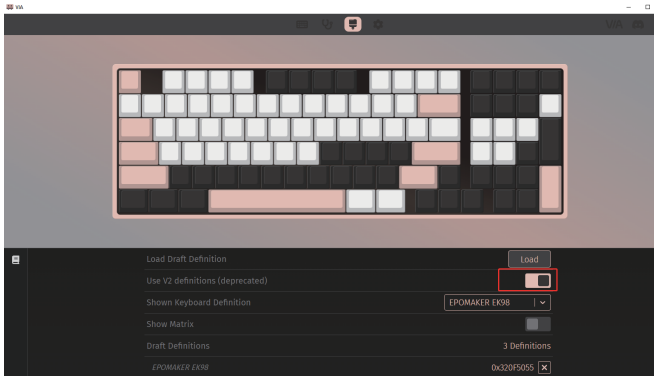 VIA
VIA
Load Draft Definition
Load
Use V2 definitions (deprecated)
Shown Keyboard Definition
EPOMAKER EK98
Show Matrix
Draft Definitions
3 Definitions
EPOMAKER EK98
0x320F5055